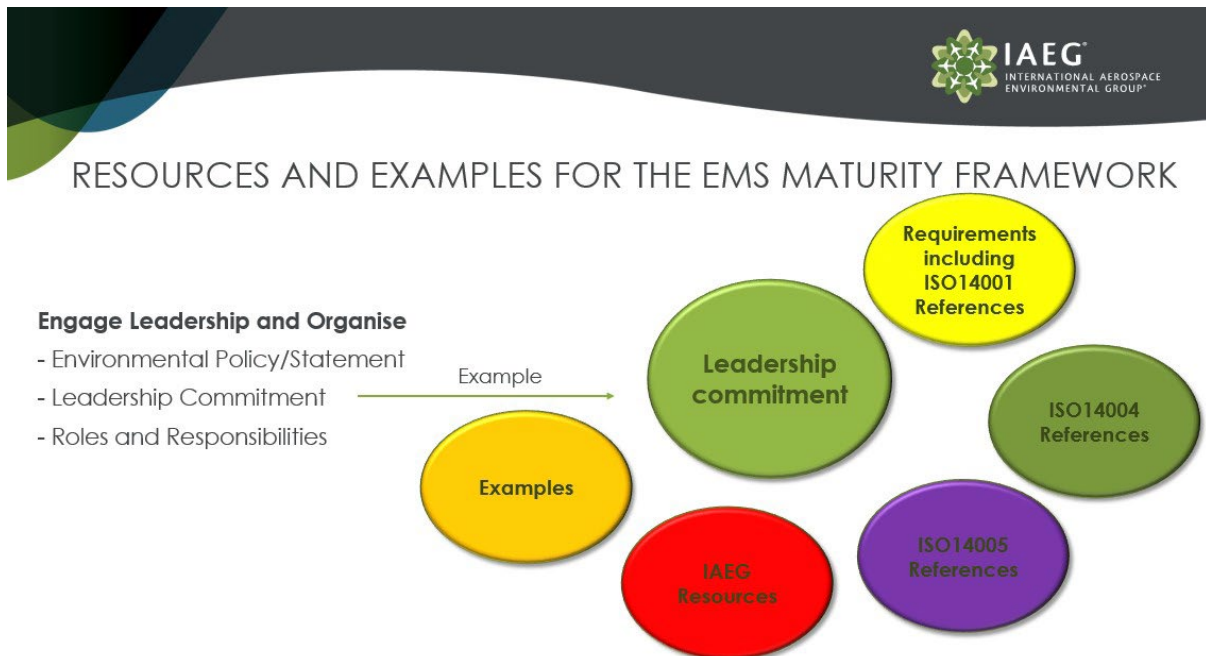 IAEG®
INTERNATIONAL AEROSPACE
ENVIRONMENTAL GROUP®
RESOURCES AND EXAMPLES FOR THE EMS MATURITY FRAMEWORK
Engage Leadership and Organise
- Environmental Policy/Statement
- Leadership Commitment
- Roles and Responsibilities
Example
Leadership
commitment
Requirements
including
ISO14001
References
ISO14004
References
ISO14005
References
IAEG
Resources
Examples